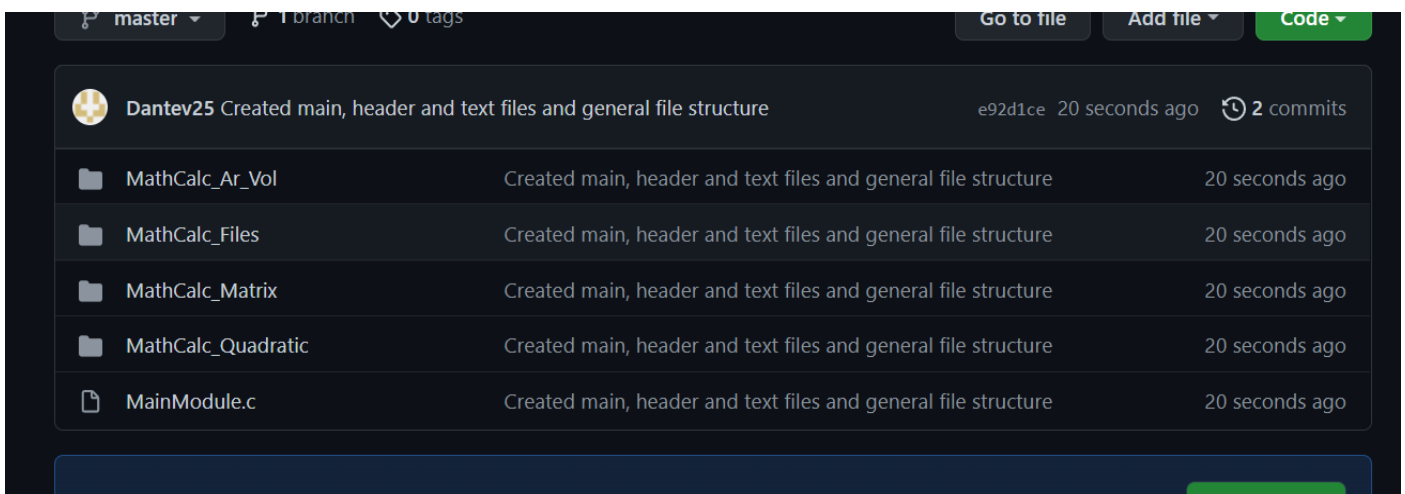 master 1 branch 0 tags Go to file Add file Code
Dantev25 Created main, header and text files and general file structure e92d1ce 20 seconds ago 2 commits
MathCalc_Ar_Vol Created main, header and text files and general file structure 20 seconds ago
MathCalc_Files Created main, header and text files and general file structure 20 seconds ago
MathCalc_Matrix Created main, header and text files and general file structure 20 seconds ago
MathCalc_Quadratic Created main, header and text files and general file structure 20 seconds ago
MainModule.c Created main, header and text files and general file structure 20 seconds ago